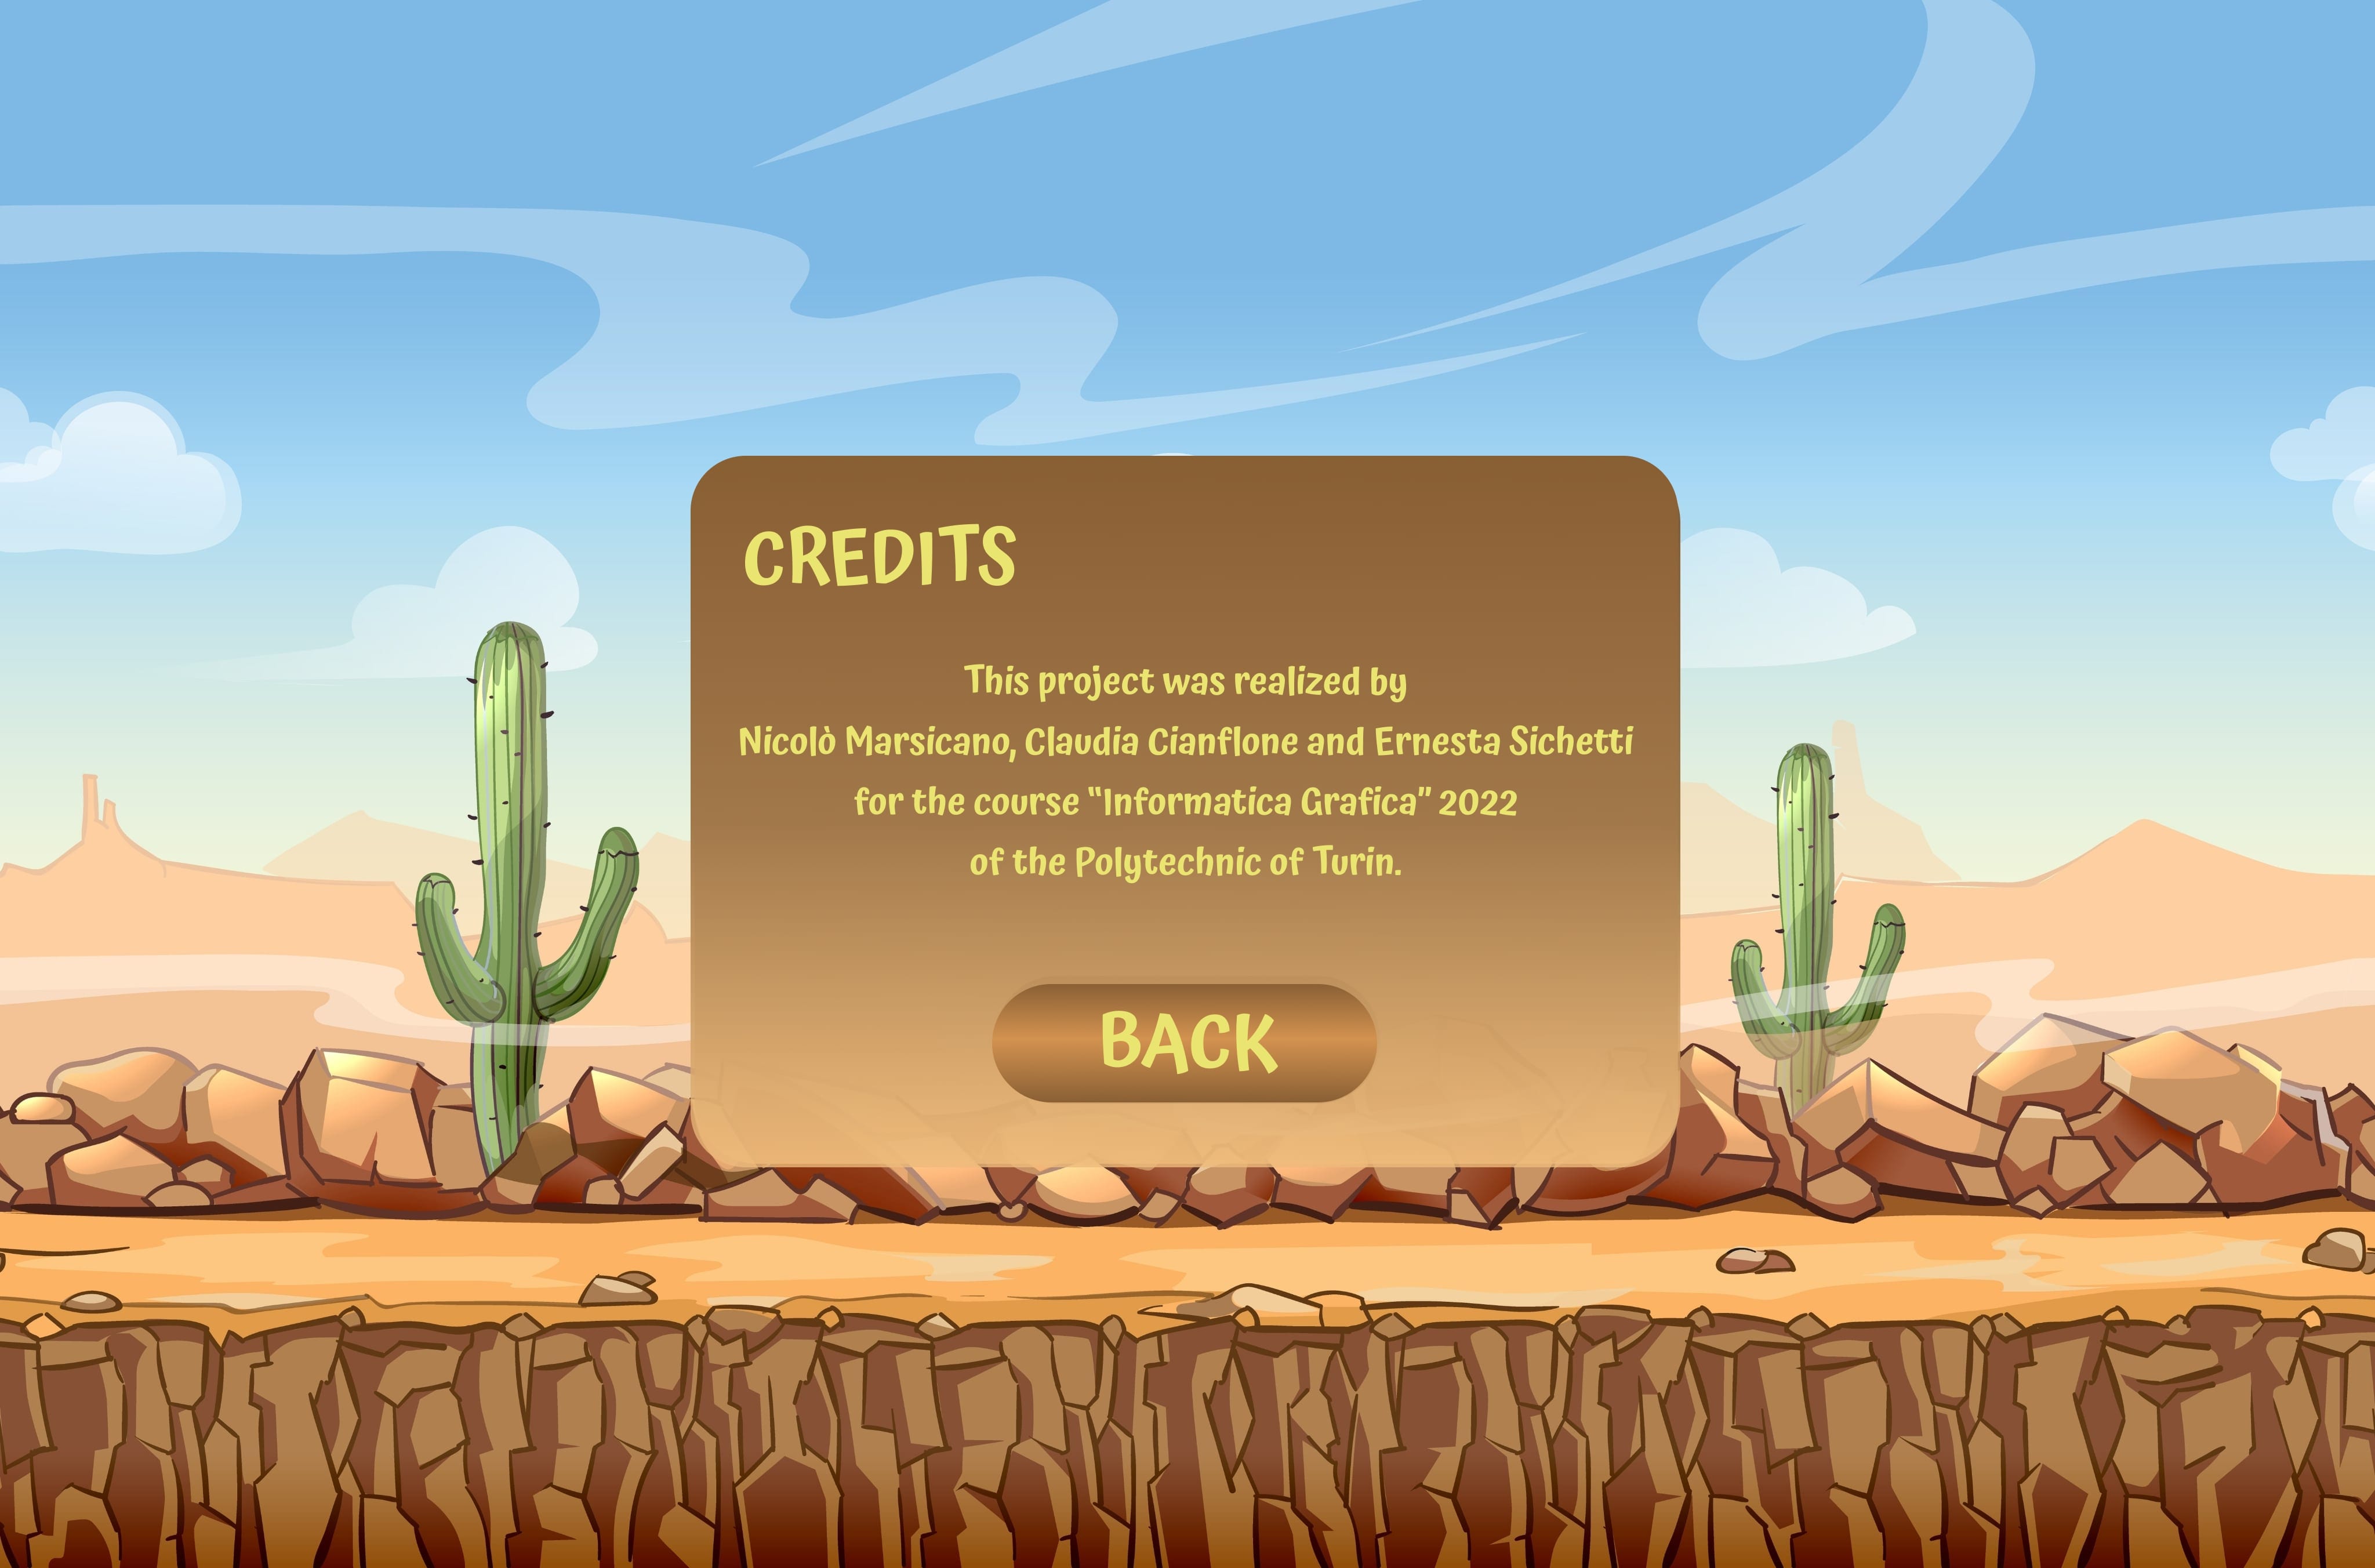 CREDITS
This project was realized by
Nicolò Marsicano, Claudia Cianflone and Ernesta Sichetti
for the course “Informatica Grafica” 2022
of the Polytechnic of Turin.
BACK